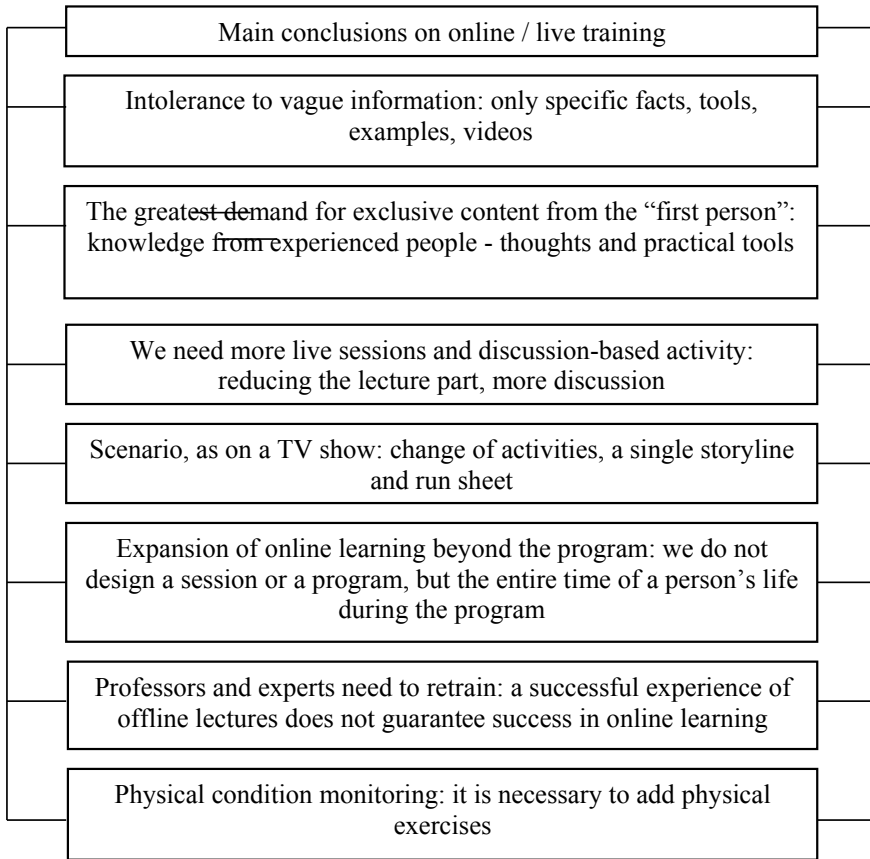 Main conclusions on online / live training
Intolerance to vague information: only specific facts, tools,
examples, videos
The greatest demand for exclusive content from the “first person”:
knowledge from experienced people - thoughts and practical tools
We need more live sessions and discussion-based activity:
reducing the lecture part, more discussion
Scenario, as on a TV show: change of activities, a single storyline
and run sheet
Expansion of online learning beyond the program: we do not
design a session or a program, but the entire time of a person’s life
during the program
Professors and experts need to retrain: a successful experience of
offline lectures does not guarantee success in online learning
Physical condition monitoring: it is necessary to add physical
exercises